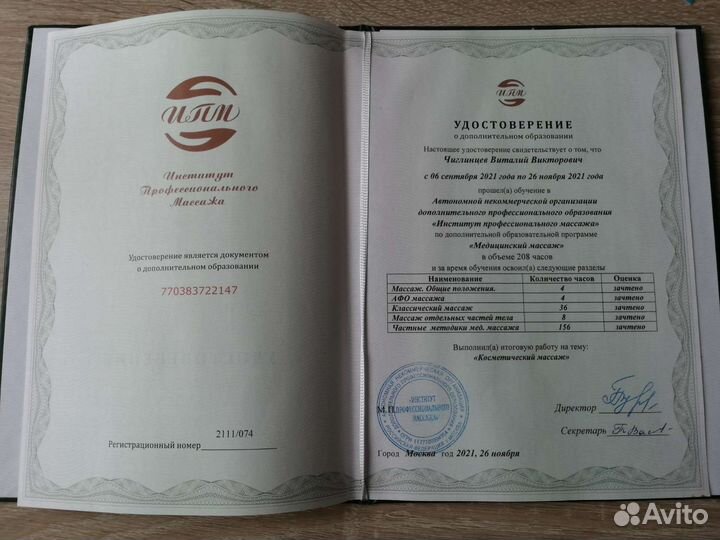 ИПМ
Институт
Профессионального
Массажа
Удостоверение является документом
о дополнительном образовании
770383722147
2111/074
Регистрационный номер
ИПМ
УДОСТОВЕРЕНИЕ
о дополнительном образовании
Настоящее удостоверение свидетельствует о том, что
Чиглинцев Виталий Викторович
с 06 сентября 2021 года по 26 ноября 2021 года
прошел(а) обучение в
Автономной некоммерческой организации
дополнительного профессионального образования
«Институт профессионального массажа»
по дополнительной образовательной программе
«Медицинский массаж»
в объеме 208 часов
и за время обучения освоил(а) следующие разделы
Наименование Количество часов Оценка
Массаж. Общие положения. 4 зачтено
АФО массажа 4 зачтено
Классический массаж 36 зачтено
Массаж отдельных частей тела 8 зачтено
Частные методики мед. массажа 156 зачтено
Выполнил(а) итоговую работу на тему:
«Косметический массаж»
М.П.
«ИНСТИТУТ
ПРОФЕССИОНАЛЬНОГО
МАССАЖА»
Директор
Секретарь
Город Москва год 2021, 26 ноября
Avito